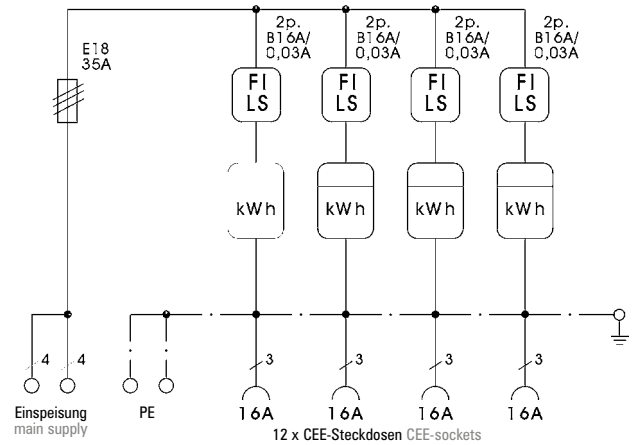 E18
35A
2p.
B16A/
0,03A
2p.
B16A/
0,03A
2p.
B16A/
0,03A
2p.
B16A/
0,03A
FI
LS
FI
LS
FI
LS
FI
LS
kWh
kWh
kWh
kWh
4
4
3
3
3
3
Einspeisung
main supply
PE
16A
16A
16A
16A
12 x CEE-Steckdosen CEE-sockets